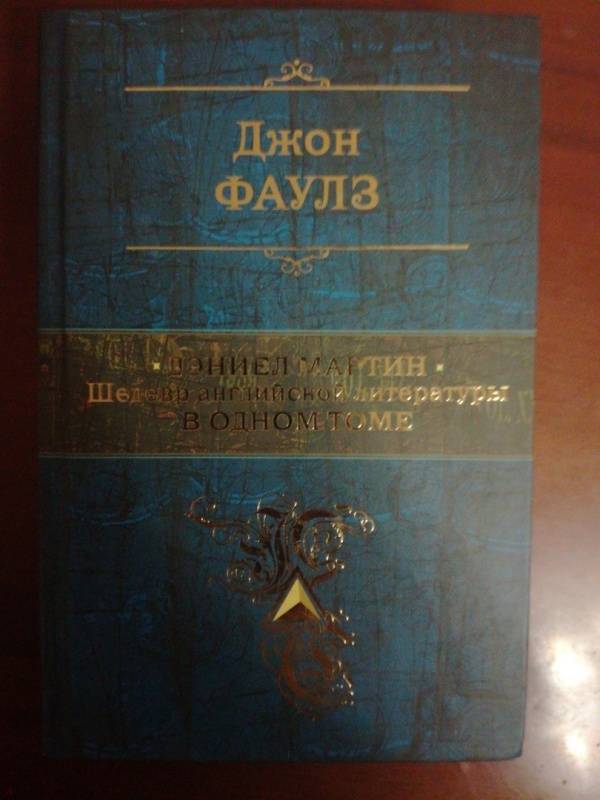 Джон
ФАУЛЗ
· ДЭНИЕЛ МАРТИН ·
Шедевр английской литературы
В ОДНОМ ТОМЕ